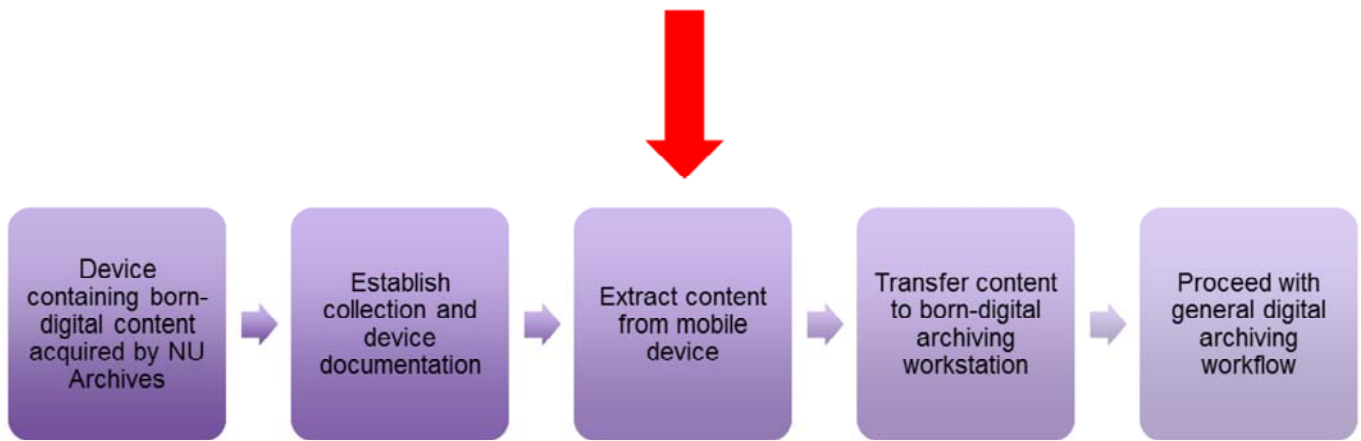 Device
containing born-
digital content
acquired by NU
Archives
Establish
collection and
device
documentation
Extract content
from mobile
device
Transfer content
to born-digital
archiving
workstation
Proceed with
general digital
archiving
workflow